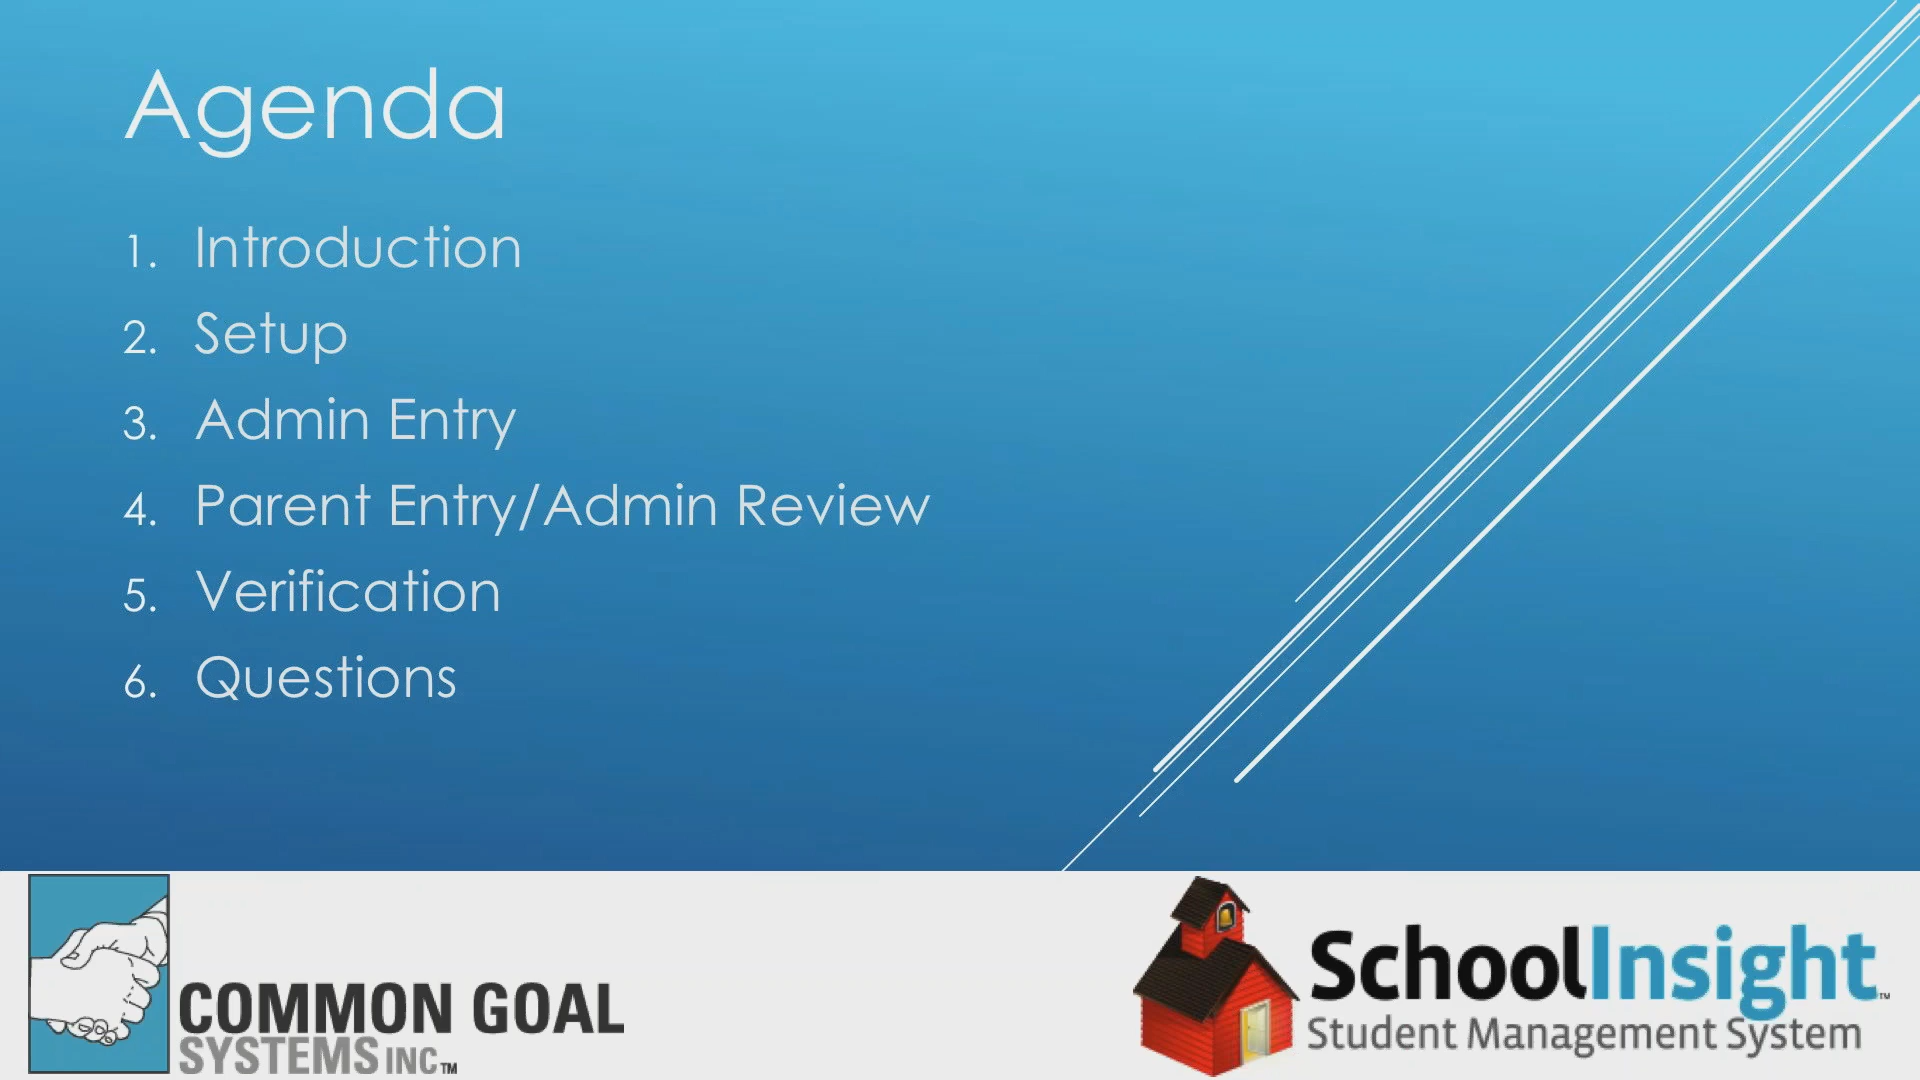 Agenda
1. Introduction
2. Setup
3. Admin Entry
4. Parent Entry/Admin Review
5. Verification
6. Questions
COMMON GOAL
SYSTEMS INC™
SchoolInsight™
Student Management System